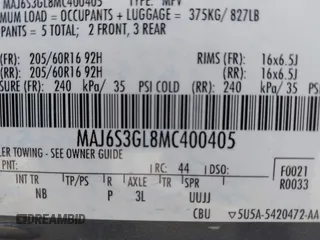 MAJ6S3GL8MC400405 TYPE: MPV
MUM LOAD = OCCUPANTS + LUGGAGE = 375KG/ 827LB
PANTS = 5 TOTAL; 2 FRONT, 3 REAR
(FR): 205/60R16 92H RIMS (FR): 16x6.5J
(RR): 205/60R16 92H (RR): 16x6.5J
SURE (FR) 240 kPa/ 35 PSI COLD (RR): 240 kPa/ 35
MAJ6S3GL8MC400405
LER TOWING - SEE OWNER GUIDE
PNT: RC: 44 DSO: F0021
INT TR TP/PS R AXLE TR SPR R0033
NB P 3L UUJJ
CBU 5U5A-5420472-AA
DREAMBID